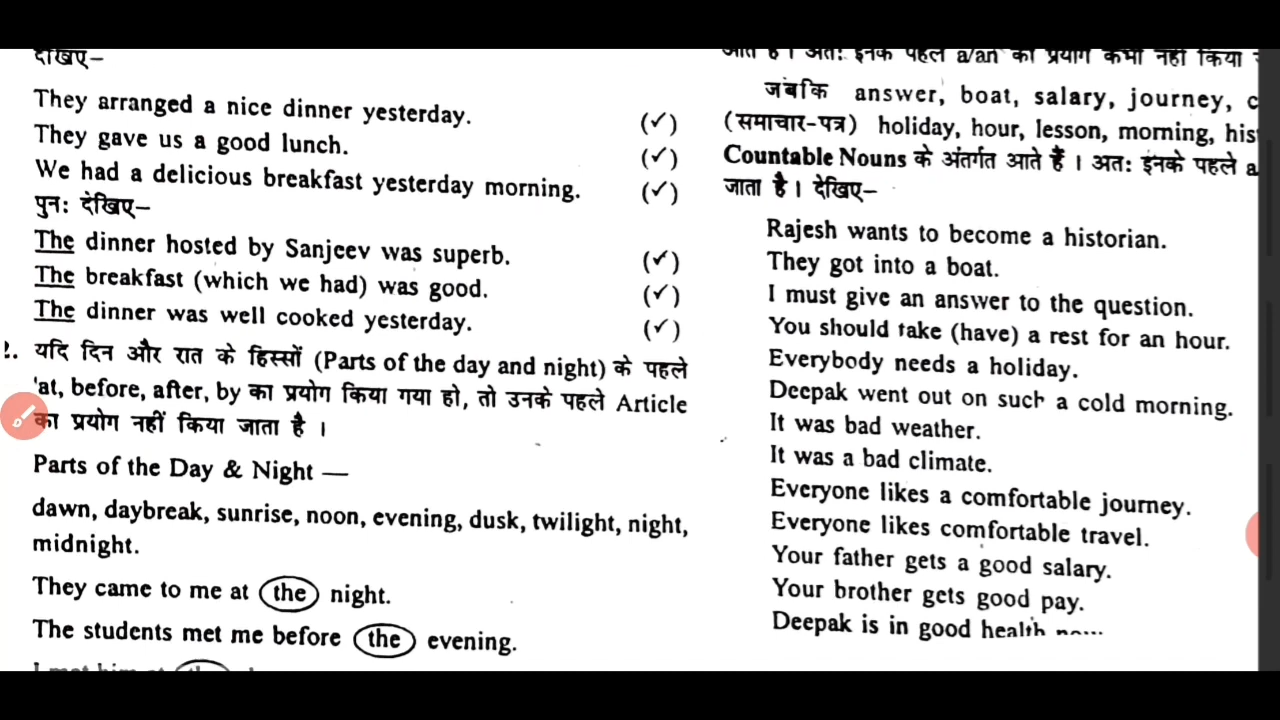 देखिए–
They arranged a nice dinner yesterday. (✓)
They gave us a good lunch. (✓)
We had a delicious breakfast yesterday morning. (✓)
पुनः देखिए–
The dinner hosted by Sanjeev was superb. (✓)
The breakfast (which we had) was good. (✓)
The dinner was well cooked yesterday. (✓)
2. यदि दिन और रात के हिस्सों (Parts of the day and night) के पहले
'at, before, after, by का प्रयोग किया गया हो, तो उनके पहले Article
का प्रयोग नहीं किया जाता है ।
Parts of the Day & Night —
dawn, daybreak, sunrise, noon, evening, dusk, twilight, night,
midnight.
They came to me at the night.
The students met me before the evening.
I met him at the
आते हैं । अतः इनके पहले a/an का प्रयोग कभी नहीं किया
जबकि answer, boat, salary, journey,
(समाचार-पत्र) holiday, hour, lesson, morning,
Countable Nouns के अंतर्गत आते हैं । अतः इनके पहले
जाता है । देखिए–
Rajesh wants to become a historian.
They got into a boat.
I must give an answer to the question.
You should take (have) a rest for an hour.
Everybody needs a holiday.
Deepak went out on such a cold morning.
It was bad weather.
It was a bad climate.
Everyone likes a comfortable journey.
Everyone likes comfortable travel.
Your father gets a good salary.
Your brother gets good pay.
Deepak is in good health